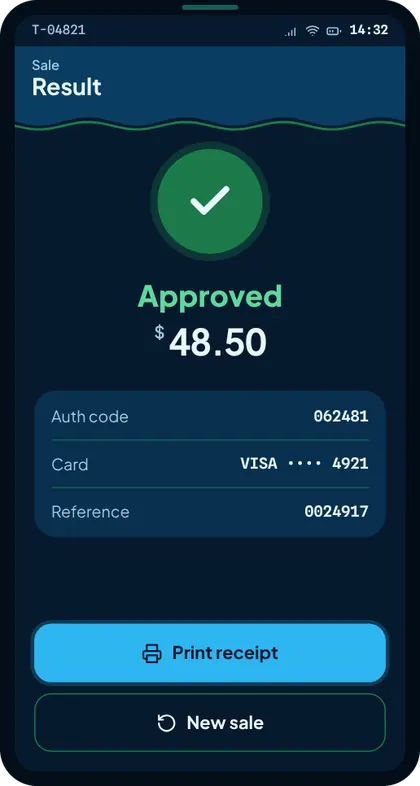 T-04821 14:32
Sale
Result
Approved
$48.50
Auth code 062481
Card VISA •••• 4921
Reference 0024917
Print receipt
New sale